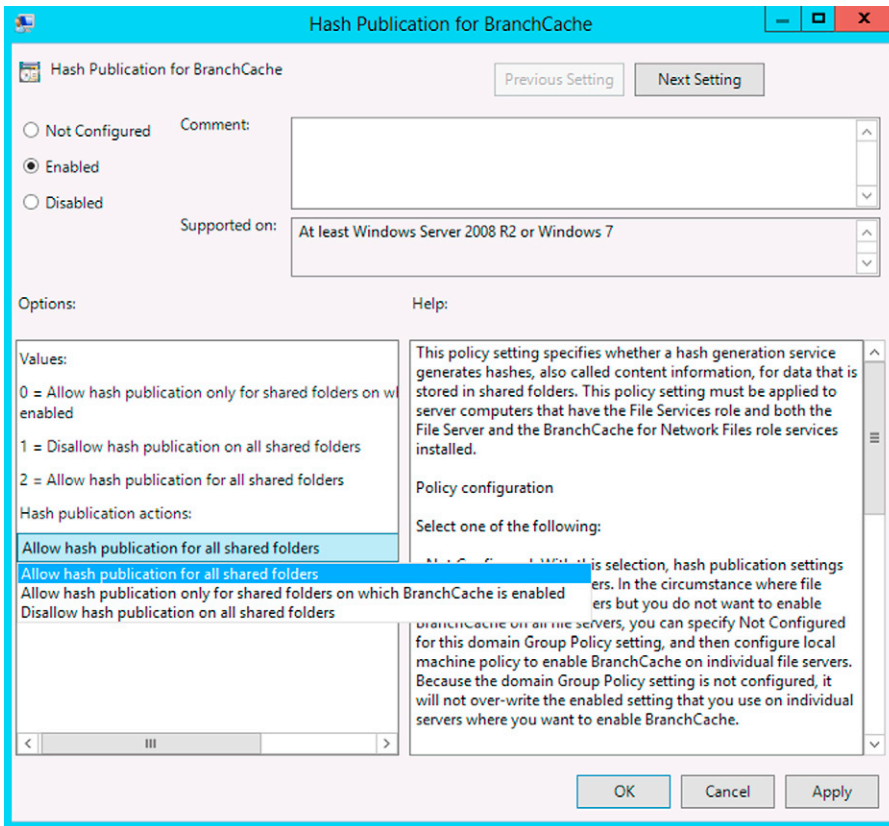 Hash Publication for BranchCache
Hash Publication for BranchCache
Previous Setting
Next Setting
Not Configured
Comment:
Enabled
Disabled
Supported on:
At least Windows Server 2008 R2 or Windows 7
Options:
Help:
Values:
0 = Allow hash publication only for shared folders on
enabled
1 = Disallow hash publication on all shared folders
2 = Allow hash publication for all shared folders
Hash publication actions:
Allow hash publication for all shared folders
Allow hash publication for all shared folders
Allow hash publication only for shared folders on which BranchCache is enabled
Disallow hash publication on all shared folders
This policy setting specifies whether a hash generation service
generates hashes, also called content information, for data that is
stored in shared folders. This policy setting must be applied to
server computers that have the File Services role and both the
File Server and the BranchCache for Network Files role services
installed.
Policy configuration
Select one of the following:
is selection, hash publication settings
ers. In the circumstance where file
ers but you do not want to enable
BranchCache on all file servers, you can specify Not Configured
for this domain Group Policy setting, and then configure local
machine policy to enable BranchCache on individual file servers.
Because the domain Group Policy setting is not configured, it
will not over-write the enabled setting that you use on individual
servers where you want to enable BranchCache.
OK
Cancel
Apply